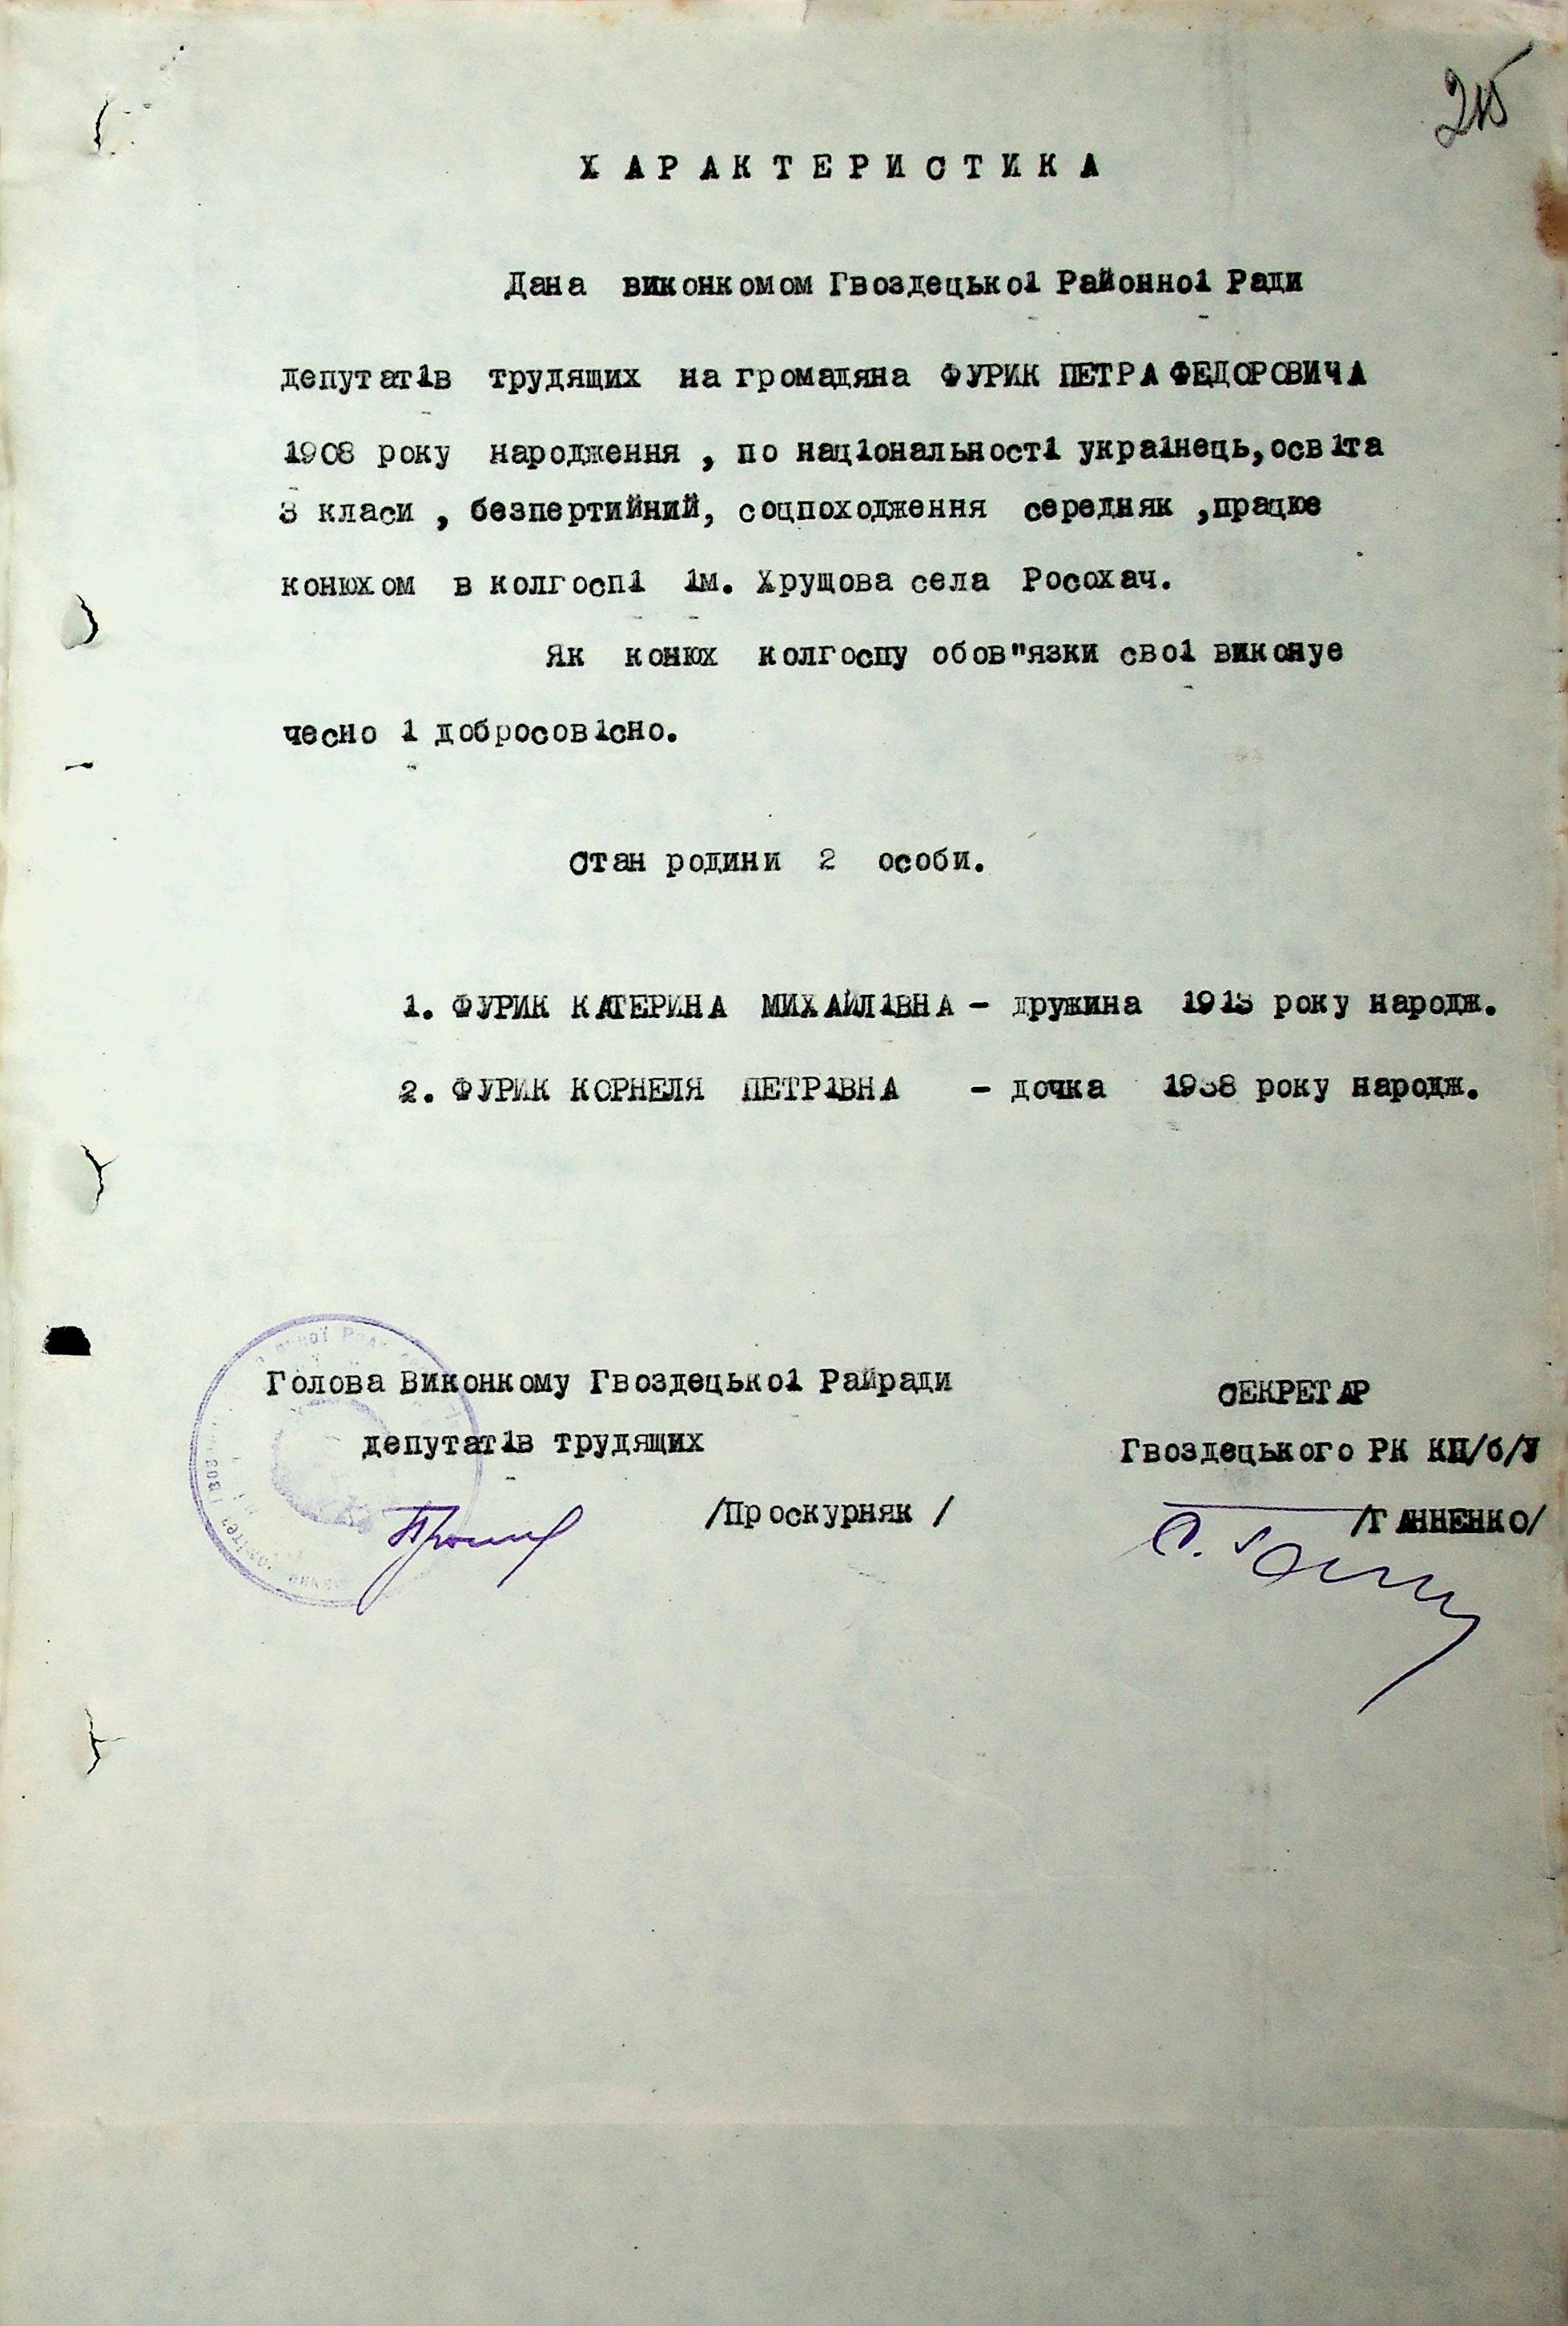 215
ХАРАКТЕРИСТИКА
Дана виконкомом Гвоздецької Районної Ради
депутатів трудящих на громадяна ФУРИК ПЕТРА ФЕДОРОВИЧА
1908 року народження , по національності українець, освіта
3 класи , безпертийний, соцпоходження середняк ,працює
конюхом в колгоспі ім. Хрущова села Росохач.
Як конюх колгоспу обов"язки свої виконує
чесно і добросовісно.
Стан родини 2 особи.
1. ФУРИК КАТЕРИНА МИХАЙЛІВНА – дружина 1913 року народж.
2. ФУРИК КОРНЕЛЯ ПЕТРІВНА – дочка 1938 року народж.
Голова Виконкому Гвоздецької Райради
депутатів трудящих
/Проскурняк /
СЕКРЕТАР
Гвоздецького РК КП/б/У
/ГАННЕНКО/